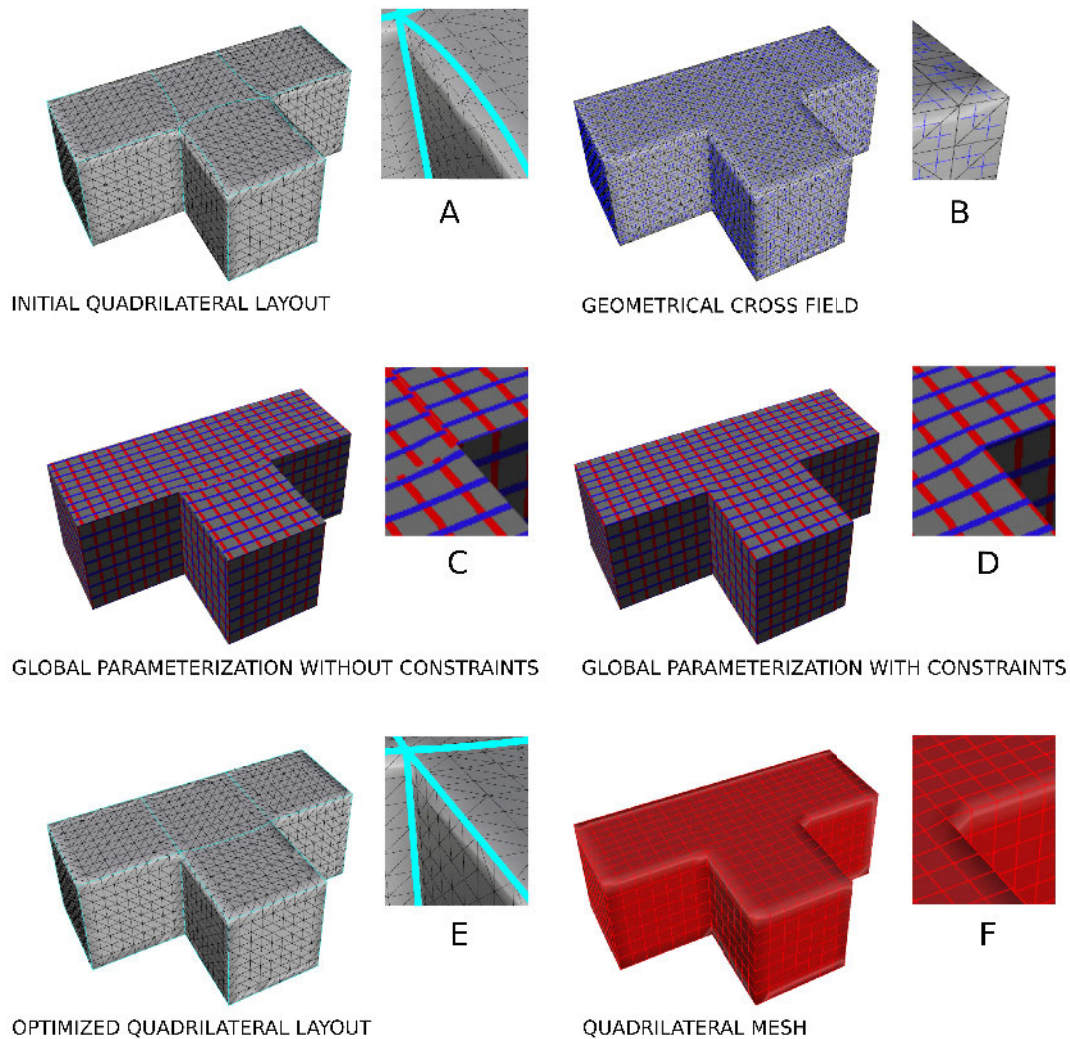 A
B
INITIAL QUADRILATERAL LAYOUT
GEOMETRICAL CROSS FIELD
C
D
GLOBAL PARAMETERIZATION WITHOUT CONSTRAINTS
GLOBAL PARAMETERIZATION WITH CONSTRAINTS
E
F
OPTIMIZED QUADRILATERAL LAYOUT
QUADRILATERAL MESH